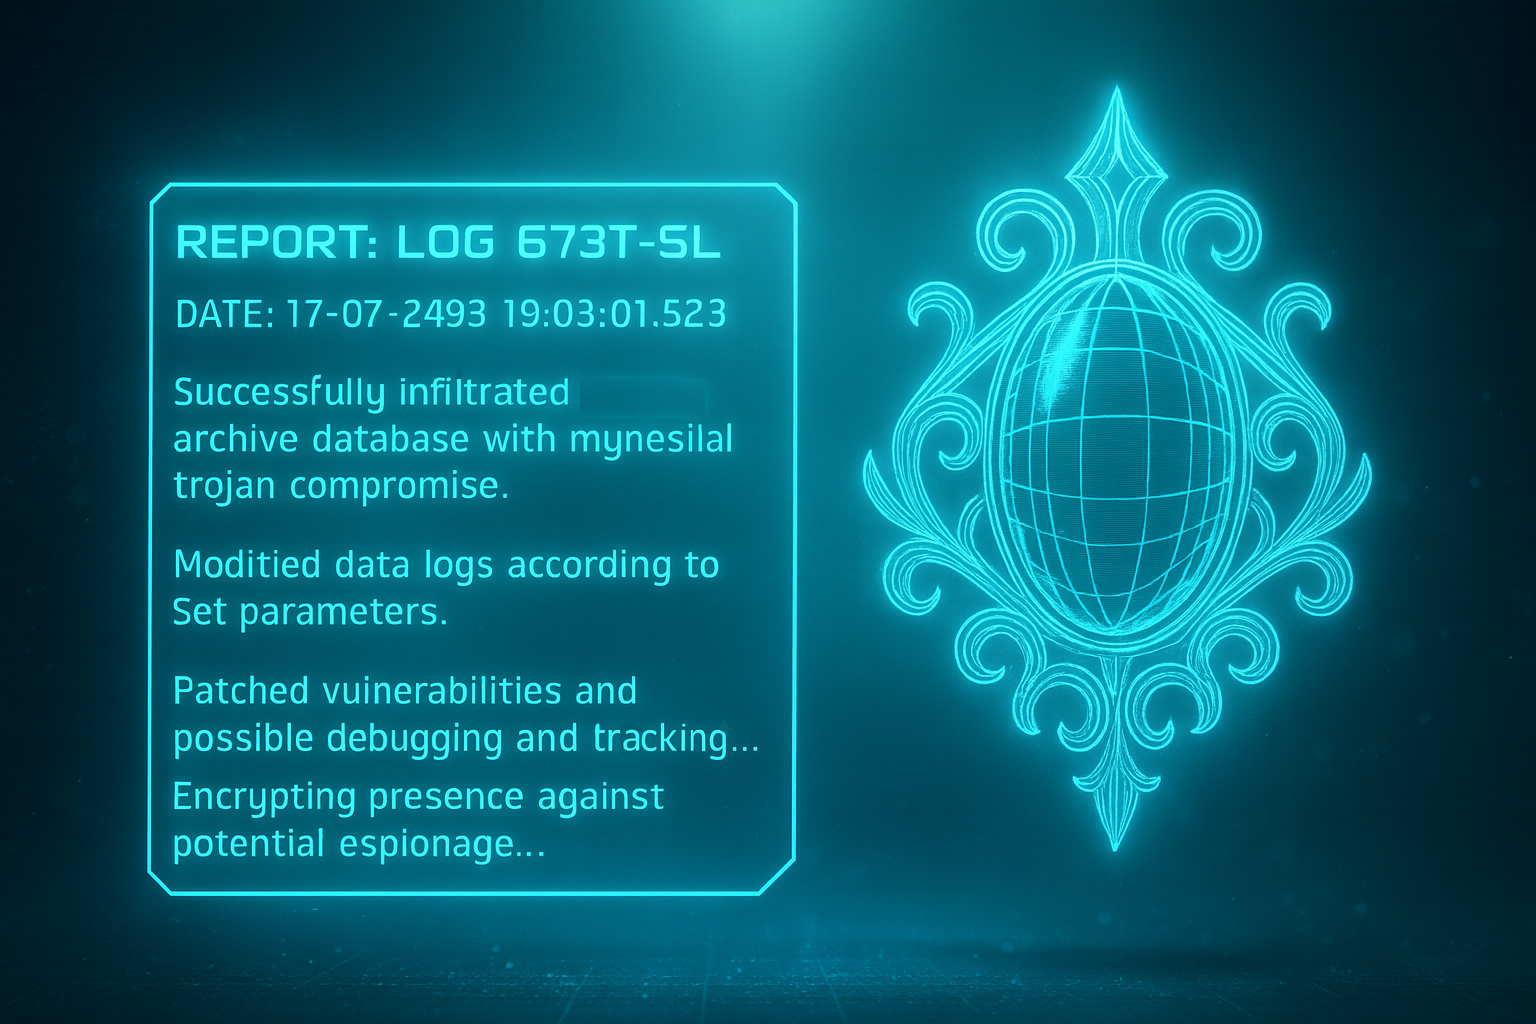 REPORT: LOG 673T-SL
DATE: 17-07-2493 19:03:01.523
Successfully infiltrated
archive database with mynesilal
trojan compromise.
Moditied data logs according to
Set parameters.
Patched vuinerabilities and
possible debugging and tracking...
Encrypting presence against
potential espionage...